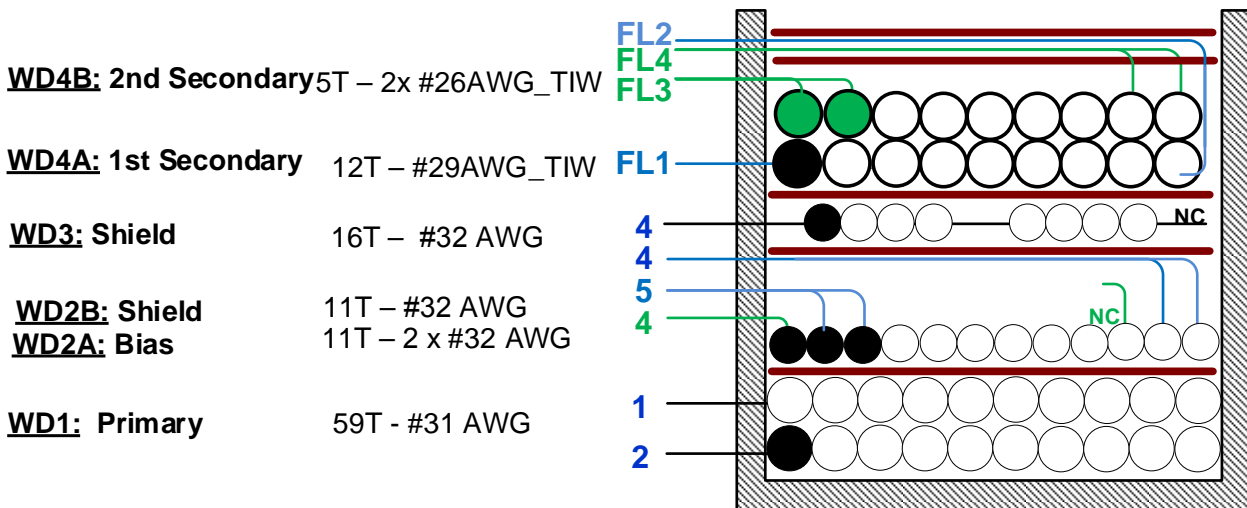 FL2
FL4
WD4B: 2nd Secondary 5T – 2x #26AWG_TIW FL3
WD4A: 1st Secondary 12T – #29AWG_TIW FL1
WD3: Shield 16T – #32 AWG 4 NC
4
WD2B: Shield 11T – #32 AWG 5
WD2A: Bias 11T – 2 x #32 AWG 4 NC
WD1: Primary 59T - #31 AWG 1
2